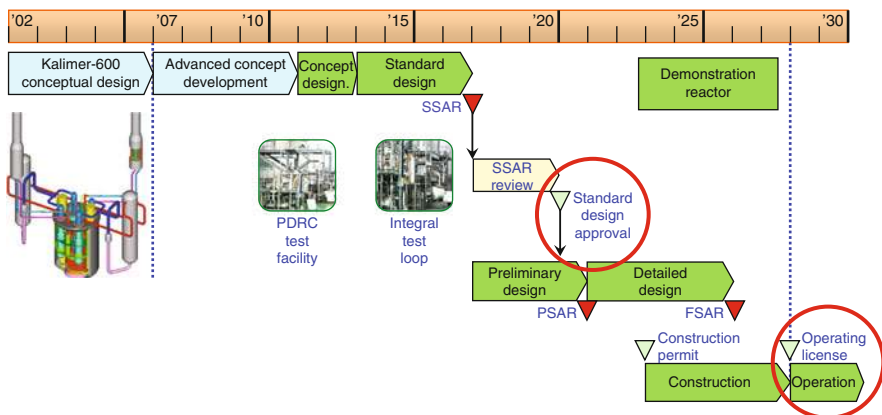 '02 '07 '10 '15 '20 '25 '30
Kalimer-600
conceptual design
Advanced concept
development
Concept
design.
Standard
design
Demonstration
reactor
SSAR
SSAR
review
Standard
design
approval
PDRC
test
facility
Integral
test
loop
Preliminary
design
Detailed
design
PSAR
FSAR
Construction
permit
Operating
license
Construction
Operation